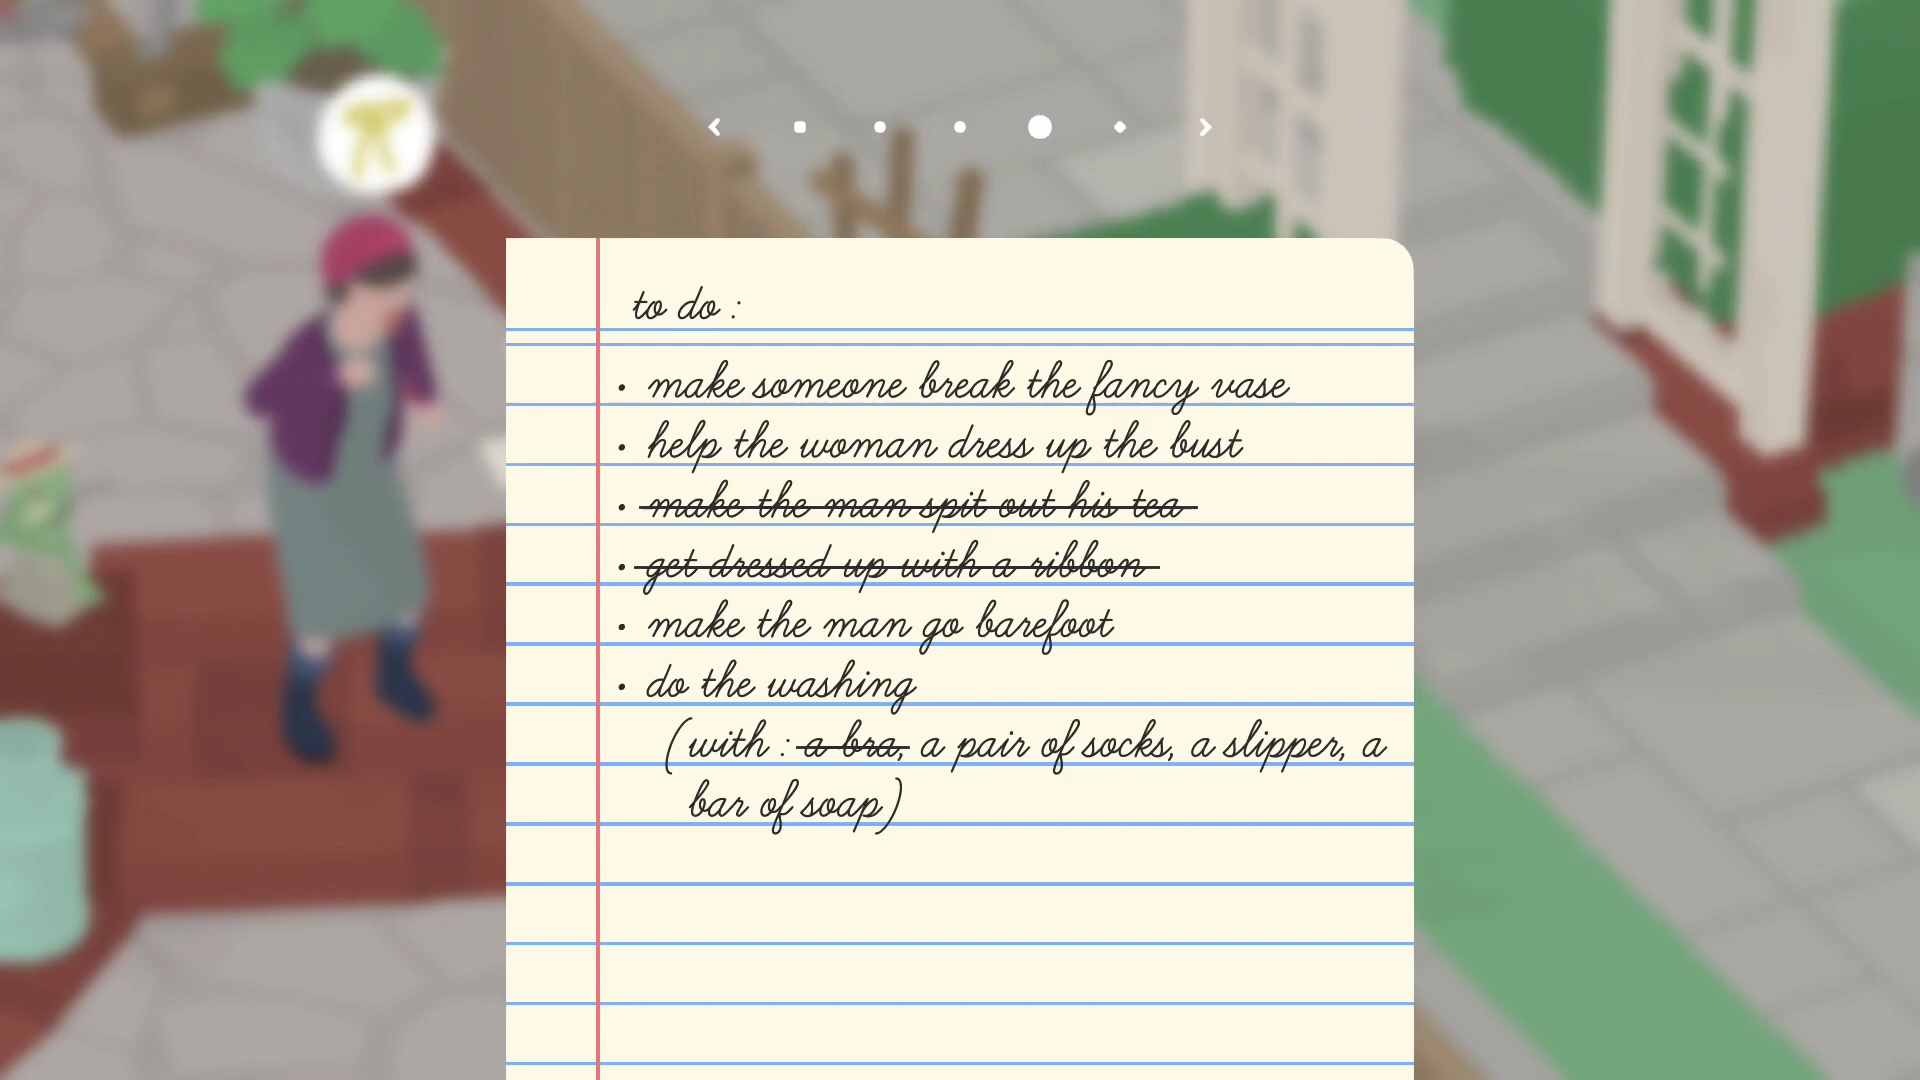 to do :
• make someone break the fancy vase
• help the woman dress up the bust
• make the man spit out his tea
• get dressed up with a ribbon
• make the man go barefoot
• do the washing
(with : a bra, a pair of socks, a slipper, a
bar of soap)